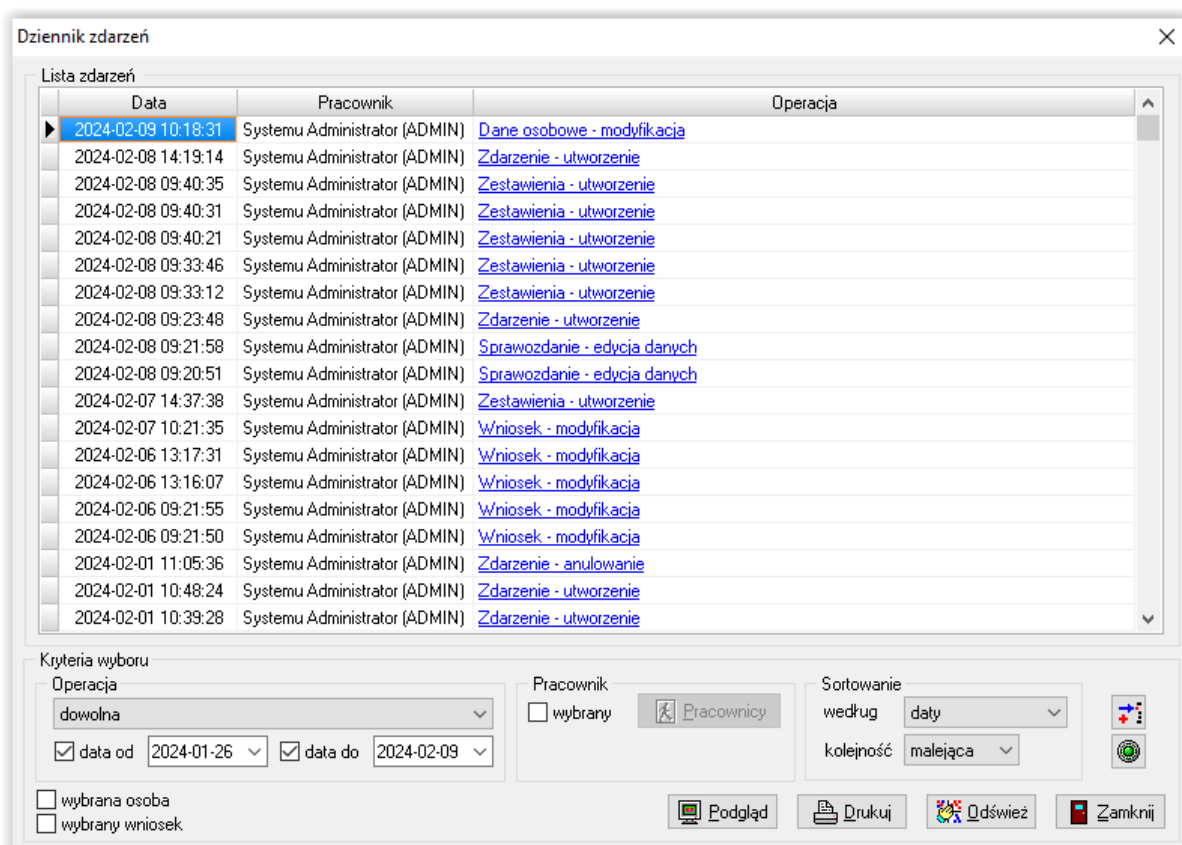 Dziennik zdarzeń
Lista zdarzeń
Data Pracownik Operacja
2024-02-09 10:18:31 Systemu Administrator (ADMIN) Dane osobowe - modyfikacja
2024-02-08 14:19:14 Systemu Administrator (ADMIN) Zdarzenie - utworzenie
2024-02-08 09:40:35 Systemu Administrator (ADMIN) Zestawienia - utworzenie
2024-02-08 09:40:31 Systemu Administrator (ADMIN) Zestawienia - utworzenie
2024-02-08 09:40:21 Systemu Administrator (ADMIN) Zestawienia - utworzenie
2024-02-08 09:33:46 Systemu Administrator (ADMIN) Zestawienia - utworzenie
2024-02-08 09:33:12 Systemu Administrator (ADMIN) Zestawienia - utworzenie
2024-02-08 09:23:48 Systemu Administrator (ADMIN) Zdarzenie - utworzenie
2024-02-08 09:21:58 Systemu Administrator (ADMIN) Sprawozdanie - edycja danych
2024-02-08 09:20:51 Systemu Administrator (ADMIN) Sprawozdanie - edycja danych
2024-02-07 14:37:38 Systemu Administrator (ADMIN) Zestawienia - utworzenie
2024-02-07 10:21:35 Systemu Administrator (ADMIN) Wniosek - modyfikacja
2024-02-06 13:17:31 Systemu Administrator (ADMIN) Wniosek - modyfikacja
2024-02-06 13:16:07 Systemu Administrator (ADMIN) Wniosek - modyfikacja
2024-02-06 09:21:55 Systemu Administrator (ADMIN) Wniosek - modyfikacja
2024-02-06 09:21:50 Systemu Administrator (ADMIN) Wniosek - modyfikacja
2024-02-01 11:05:36 Systemu Administrator (ADMIN) Zdarzenie - anulowanie
2024-02-01 10:48:24 Systemu Administrator (ADMIN) Zdarzenie - utworzenie
2024-02-01 10:39:28 Systemu Administrator (ADMIN) Zdarzenie - utworzenie
Kryteria wyboru
Operacja Pracownik Sortowanie
dowolna wybrany Pracownicy według daty
data od 2024-01-26 data do 2024-02-09 kolejność malejąca
wybrana osoba
wybrany wniosek
Podgląd Drukuj Odśwież Zamknij